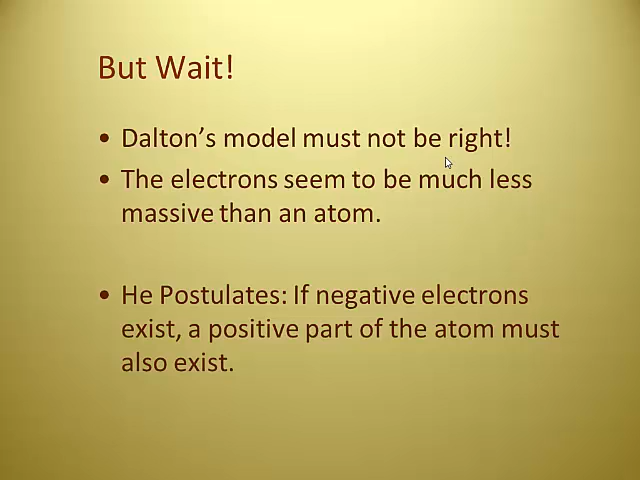 But Wait!
• Dalton’s model must not be right!
• The electrons seem to be much less
massive than an atom.
• He Postulates: If negative electrons
exist, a positive part of the atom must
also exist.